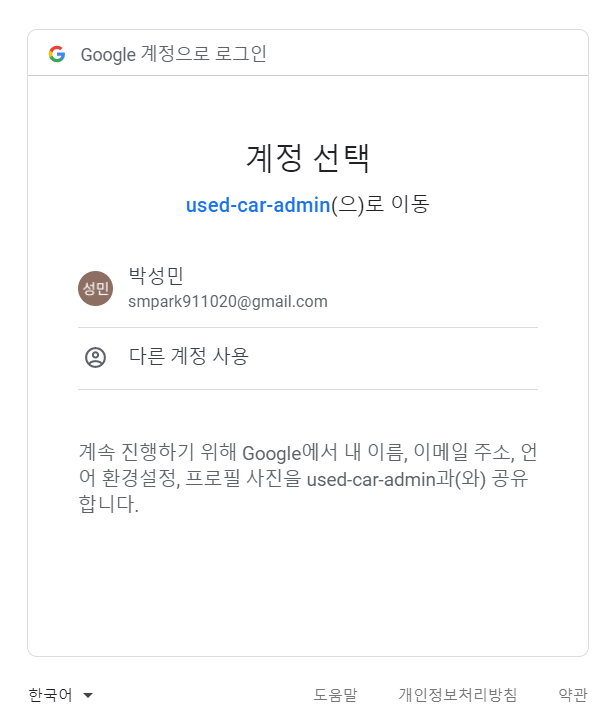 Google 계정으로 로그인
계정 선택
used-car-admin(으)로 이동
성민
박성민
smpark911020@gmail.com
다른 계정 사용
계속 진행하기 위해 Google에서 내 이름, 이메일 주소, 언
어 환경설정, 프로필 사진을 used-car-admin과(와) 공유
합니다.
한국어
도움말
개인정보처리방침
약관